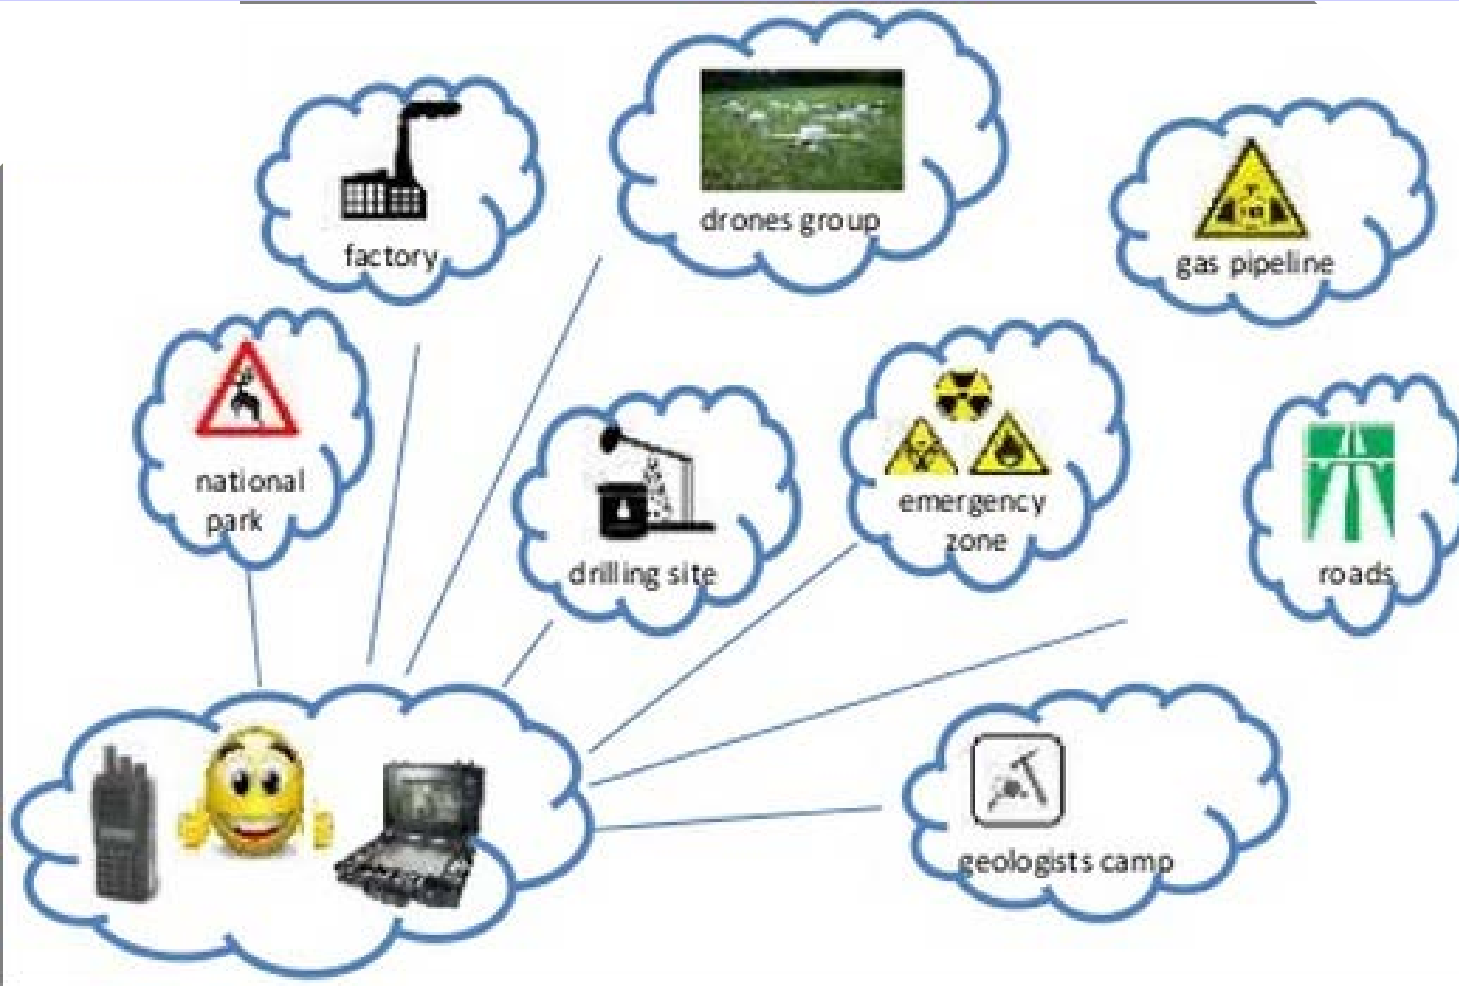 drones group
factory
gas pipeline
national
park
emergency
zone
drilling site
roads
geologists camp